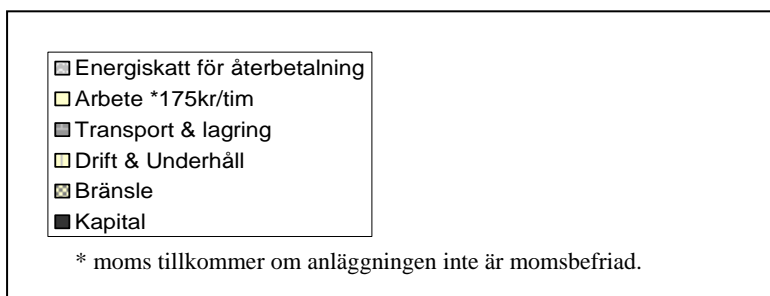 Energiskatt för återbetalning
Arbete *175kr/tim
Transport & lagring
Drift & Underhåll
Bränsle
Kapital
* moms tillkommer om anläggningen inte är momsbefriad.